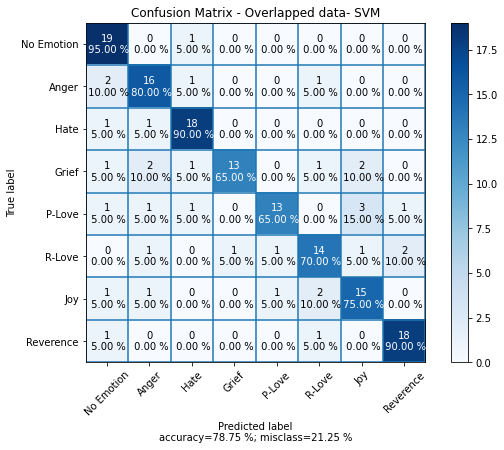 Confusion Matrix - Overlapped data- SVM
True label
No Emotion 19 0 1 0 0 0 0 0
95.00 % 0.00 % 5.00 % 0.00 % 0.00 % 0.00 % 0.00 % 0.00 %
Anger 2 16 1 0 0 1 0 0
10.00 % 80.00 % 5.00 % 0.00 % 0.00 % 5.00 % 0.00 % 0.00 %
Hate 1 1 18 0 0 0 0 0
5.00 % 5.00 % 90.00 % 0.00 % 0.00 % 0.00 % 0.00 % 0.00 %
Grief 1 2 1 13 0 1 2 0
5.00 % 10.00 % 5.00 % 65.00 % 0.00 % 5.00 % 10.00 % 0.00 %
P-Love 1 1 1 0 13 0 3 1
5.00 % 5.00 % 5.00 % 0.00 % 65.00 % 0.00 % 15.00 % 5.00 %
R-Love 0 1 0 1 1 14 1 2
0.00 % 5.00 % 0.00 % 5.00 % 5.00 % 70.00 % 5.00 % 10.00 %
Joy 1 1 0 0 1 2 15 0
5.00 % 5.00 % 0.00 % 0.00 % 5.00 % 10.00 % 75.00 % 0.00 %
Reverence 1 0 0 0 0 1 0 18
5.00 % 0.00 % 0.00 % 0.00 % 0.00 % 5.00 % 0.00 % 90.00 %
No Emotion Anger Hate Grief P-Love R-Love Joy Reverence
Predicted label
accuracy=78.75 %; misclass=21.25 %
17.5
15.0
12.5
10.0
7.5
5.0
2.5
0.0